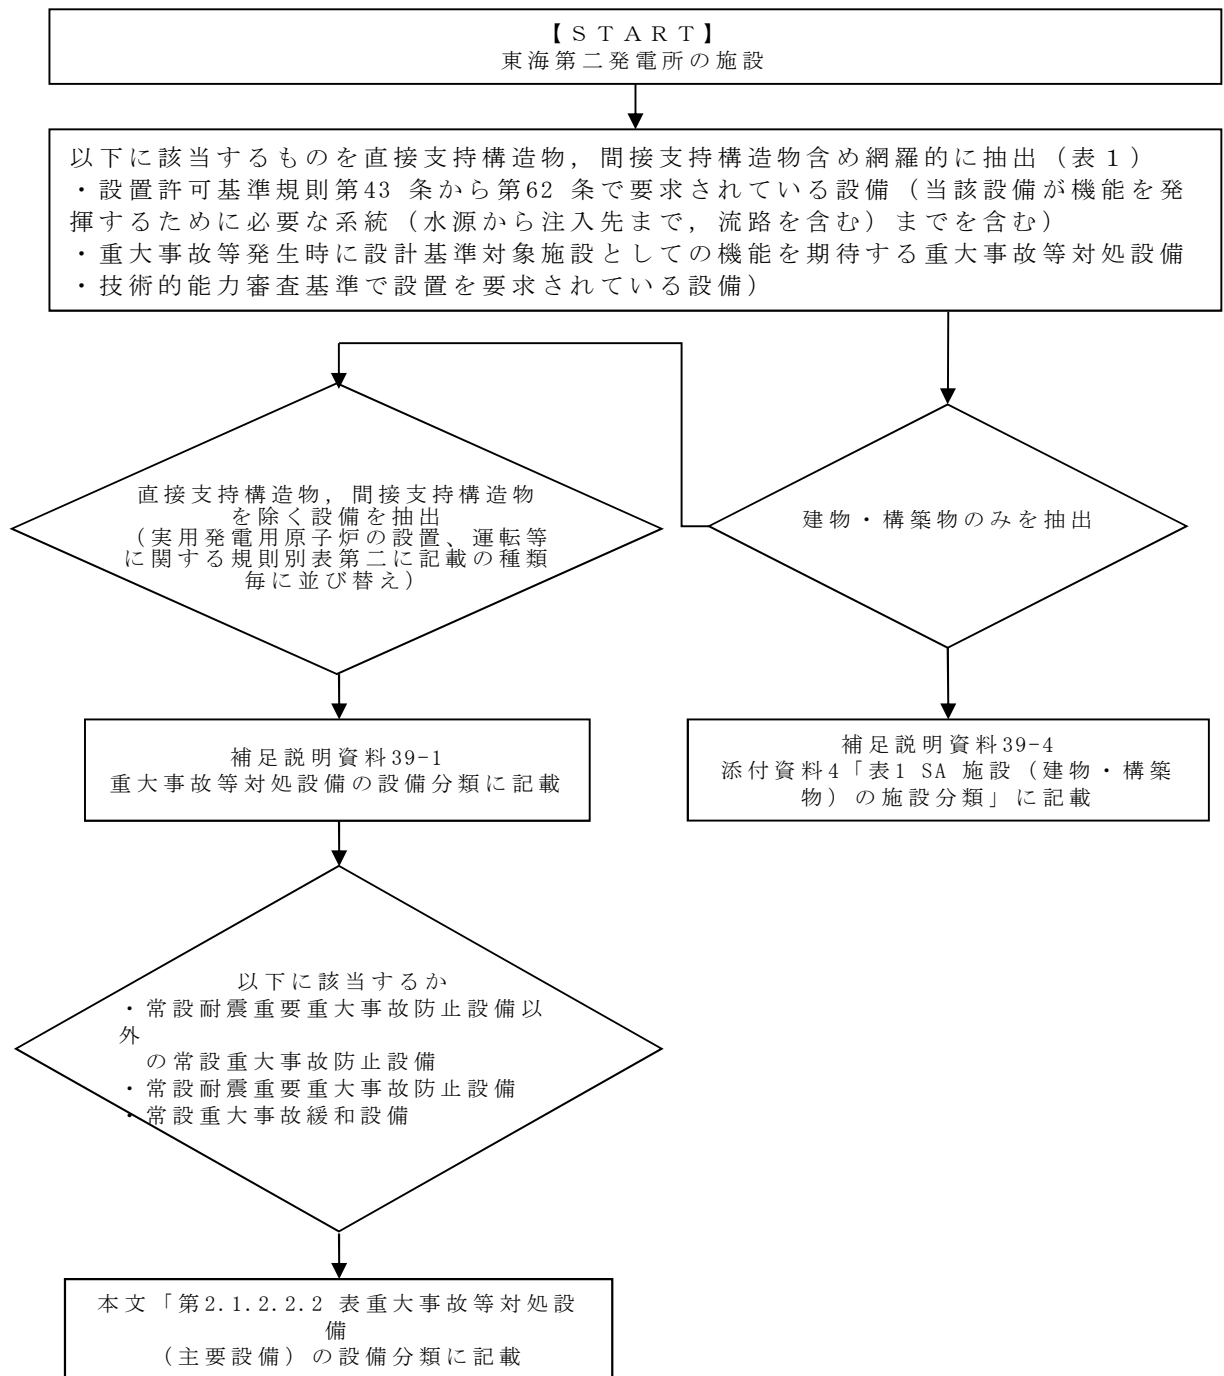 【START】
東海第二発電所の施設
以下に該当するものを直接支持構造物，間接支持構造物含め網羅的に抽出（表１）
・設置許可基準規則第43 条から第62 条で要求されている設備（当該設備が機能を発
揮するために必要な系統（水源から注入先まで，流路を含む）までを含む）
・重大事故等発生時に設計基準対象施設としての機能を期待する重大事故等対処設備
・技術的能力審査基準で設置を要求されている設備）
直接支持構造物，間接支持構造物
を除く設備を抽出
（実用発電用原子炉の設置、運転等
に関する規則別表第二に記載の種類
毎に並び替え）
建物・構築物のみを抽出
補足説明資料39-1
重大事故等対処設備の設備分類に記載
補足説明資料39-4
添付資料4「表1 SA 施設（建物・構築
物）の施設分類」に記載
以下に該当するか
・常設耐震重要重大事故防止設備以
外
の常設重大事故防止設備
・常設耐震重要重大事故防止設備
・常設重大事故緩和設備
本文「第2.1.2.2.2 表重大事故等対処設
備
（主要設備）の設備分類に記載